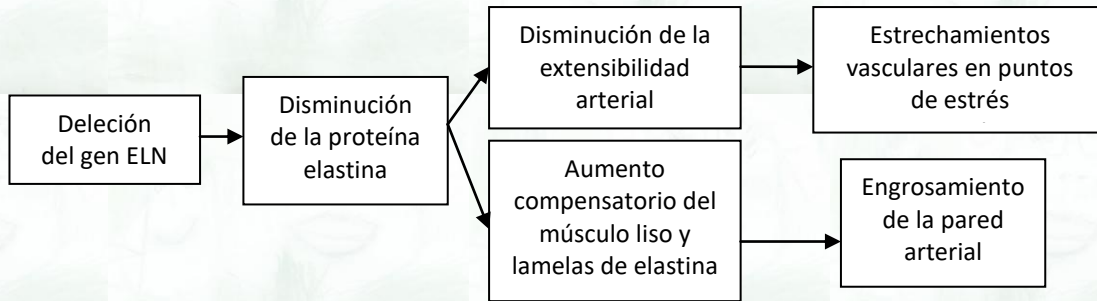 Deleción
del gen ELN
Disminución
de la proteína
elastina
Disminución de la
extensibilidad
arterial
Estrechamientos
vasculares en puntos
de estrés
Aumento
compensatorio del
músculo liso y
lamelas de elastina
Engrosamiento
de la pared
arterial